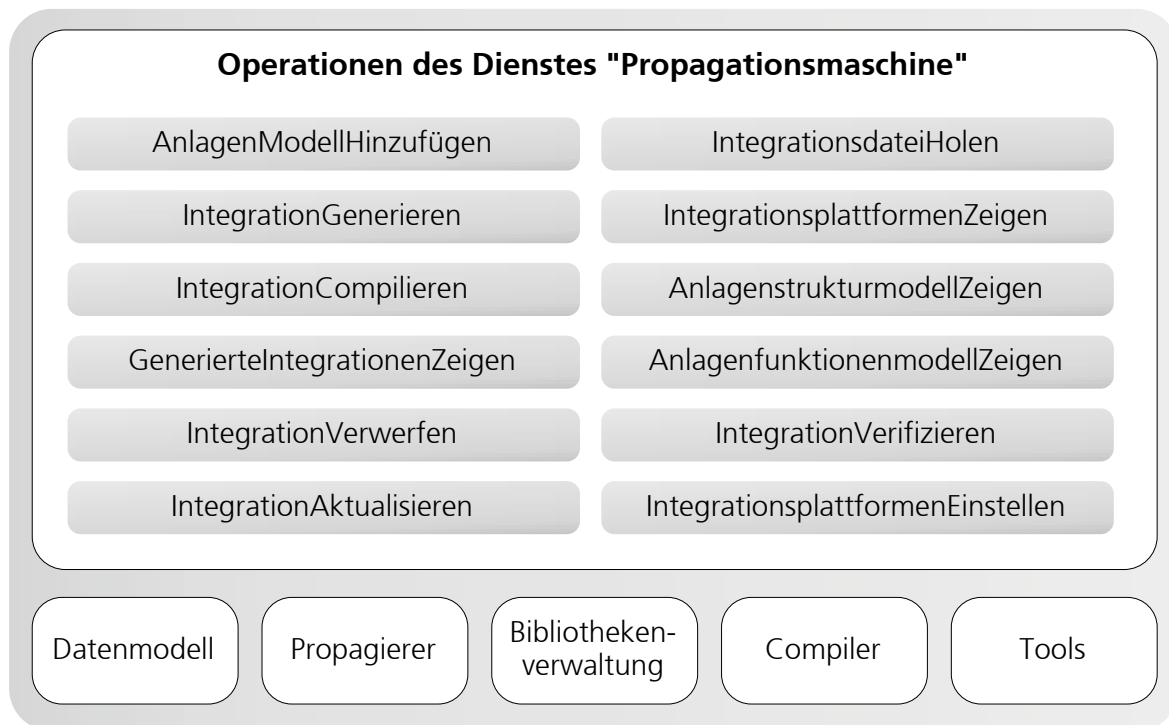 Operationen des Dienstes "Propagationsmaschine"
AnlagenModellHinzufügen
IntegrationsdateiHolen
IntegrationGenerieren
IntegrationsplattformenZeigen
IntegrationCompilieren
AnlagenstrukturmodellZeigen
GenerierteIntegrationenZeigen
AnlagenfunktionenmodellZeigen
IntegrationVerwerfen
IntegrationVerifizieren
IntegrationAktualisieren
IntegrationsplattformenEinstellen
Datenmodell
Propagierer
Bibliotheken-
verwaltung
Compiler
Tools